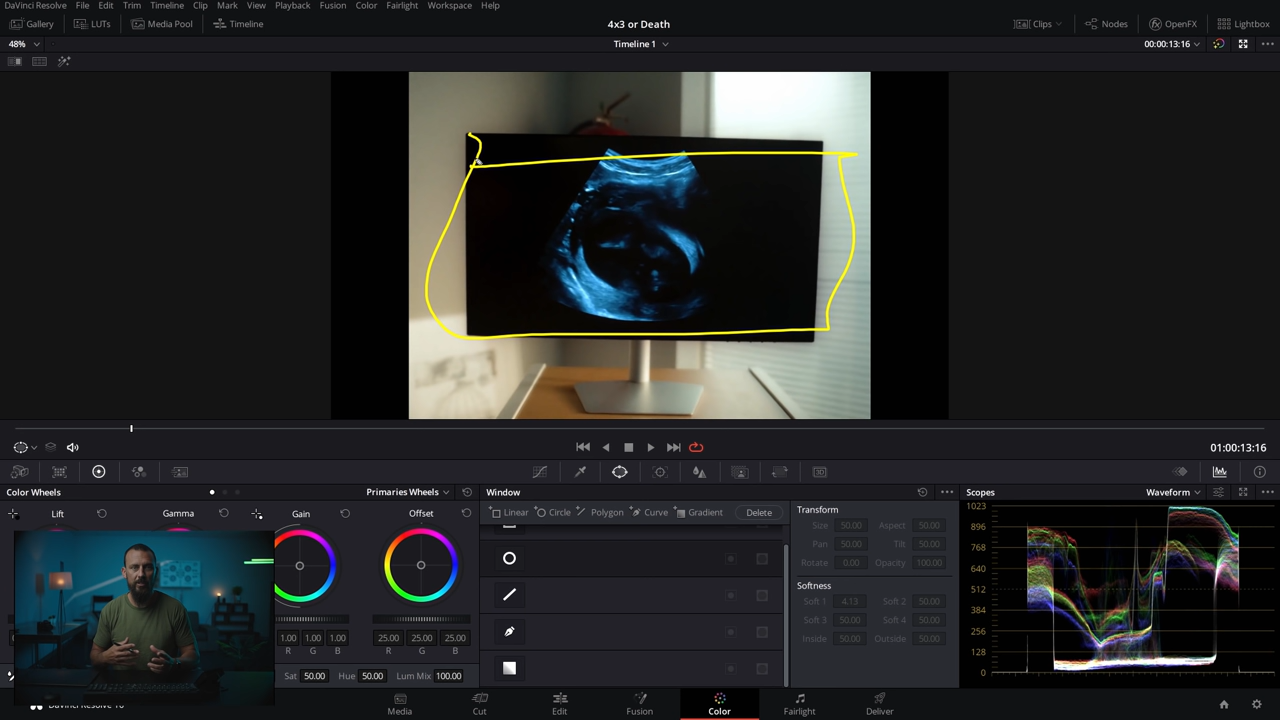 DaVinci Resolve File Edit Trim Timeline Clip Mark View Playback Fusion Color Fairlight Workspace Help
Gallery LUTs Media Pool Timeline 4x3 or Death Clips Nodes OpenFX Lightbox
48% Timeline 1 00:00:13:16
01:00:13:16
Color Wheels Primaries Wheels Window Scopes Waveform
Lift Gamma Gain Offset
Linear Circle Polygon Curve Gradient Delete
Transform
Size 50.00 Aspect 50.00
Pan 50.00 Tilt 50.00
Rotate 0.00 Opacity 100.00
Softness
Soft 1 4.13 Soft 2 50.00
Soft 3 50.00 Soft 4 50.00
Inside 50.00 Outside 50.00
1.00 1.00 1.00 25.00 25.00 25.00
R G B R G B
Sat 50.00 Hue 50.00 Lum Mix 100.00
1023
896
768
640
512
384
256
128
0
Media Cut Edit Fusion Color Fairlight Deliver